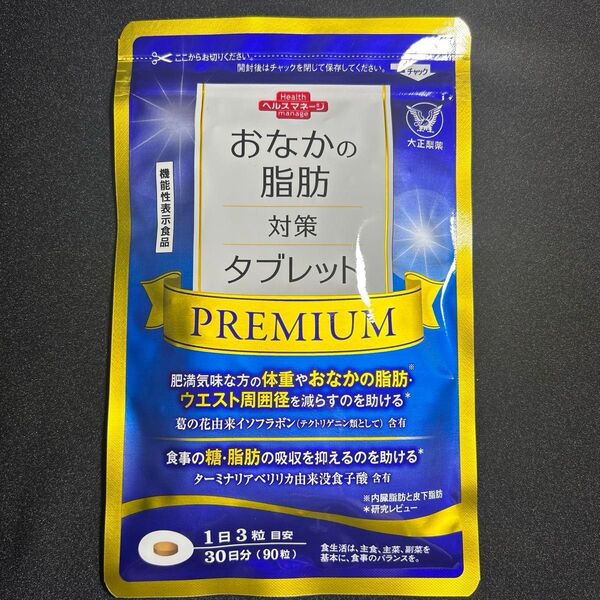 ここからお切りください。
開封後はチャックを閉じて保存してください。
チャック
Health
ヘルスマネージ
manage
大正製薬
機能性表示食品
おなかの
脂肪
対策
タブレット
PREMIUM
肥満気味な方の体重やおなかの脂肪※・
ウエスト周囲径を減らすのを助ける*
葛の花由来イソフラボン(テクトリゲニン類として)含有
食事の糖・脂肪の吸収を抑えるのを助ける*
ターミナリアベリリカ由来没食子酸 含有
※内臓脂肪と皮下脂肪
*研究レビュー
1日3粒 目安
30日分(90粒)
食生活は、主食、主菜、副菜を
基本に、食事のバランスを。